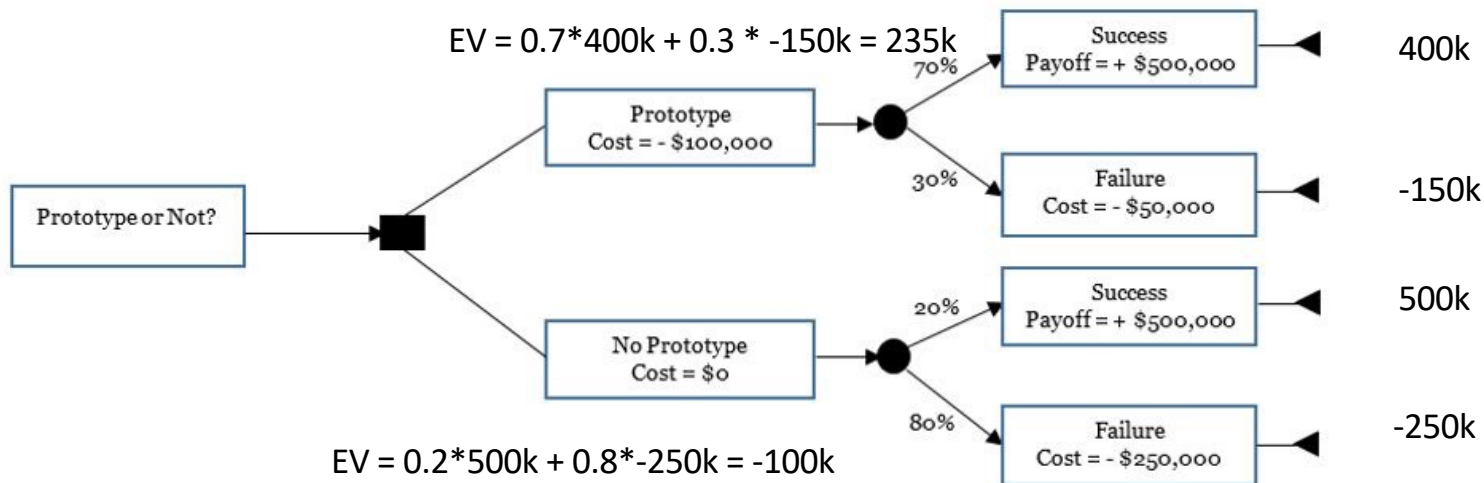 EV = 0.7*400k + 0.3 * -150k = 235k
Success
Payoff = + $500,000
400k
70%
Prototype
Cost = - $100,000
30%
Failure
Cost = - $50,000
-150k
Prototype or Not?
Success
Payoff = + $500,000
500k
20%
No Prototype
Cost = $0
80%
Failure
Cost = - $250,000
-250k
EV = 0.2*500k + 0.8*-250k = -100k